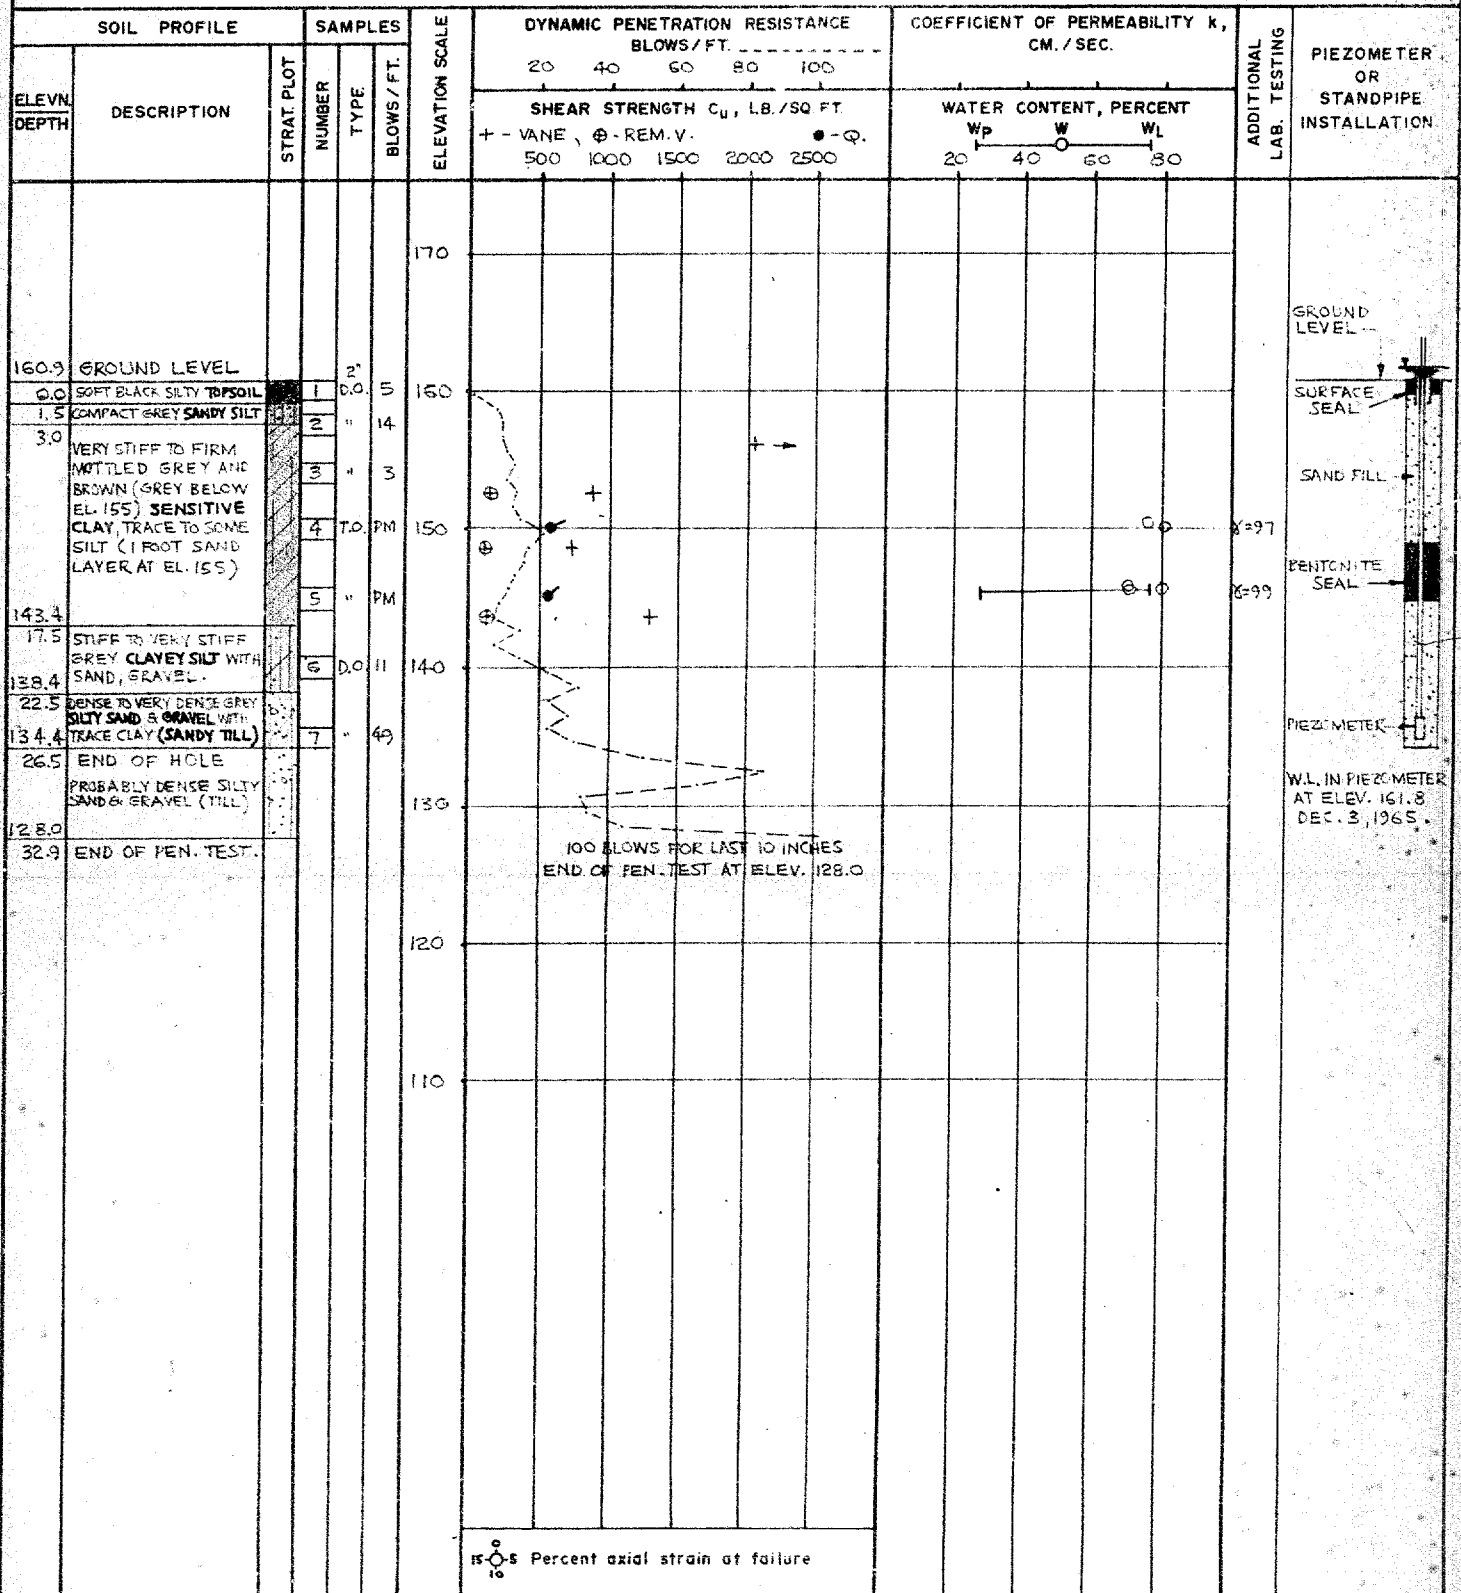 SOIL PROFILE
SAMPLES
ELEVATION SCALE
DYNAMIC PENETRATION RESISTANCE
BLOWS/FT.
20 40 60 80 100
SHEAR STRENGTH Cu, LB./SQ. FT.
+ - VANE, ⊕ - REM. V. ● - Q.
500 1000 1500 2000 2500
COEFFICIENT OF PERMEABILITY k,
CM./SEC.
WATER CONTENT, PERCENT
Wp W WL
20 40 60 80
ADDITIONAL
LAB. TESTING
PIEZOMETER
OR
STANDPIPE
INSTALLATION
ELEVN.
DEPTH
DESCRIPTION
STRAT. PLOT
NUMBER
TYPE
BLOWS/FT.
170
160
150
140
130
120
110
160.9 GROUND LEVEL
0.0 SOFT BLACK SILTY TOPSOIL
1.5 COMPACT GREY SANDY SILT
3.0
VERY STIFF TO FIRM
MOTTLED GREY AND
BROWN (GREY BELOW
EL. 155) SENSITIVE
CLAY, TRACE TO SOME
SILT (1 FOOT SAND
LAYER AT EL. 155)
143.4
17.5 STIFF TO VERY STIFF
GREY CLAYEY SILT WITH
SAND, GRAVEL.
138.4
22.5 DENSE TO VERY DENSE GREY
SILTY SAND & GRAVEL WITH
134.4 TRACE CLAY (SANDY TILL)
26.5 END OF HOLE
PROBABLY DENSE SILTY
SAND & GRAVEL (TILL)
128.0
32.9 END OF PEN. TEST.
2"
1 D.O. 5
2 " 14
3 " 3
4 T.O. PM
5 " PM
6 D.O. 11
7 " 49
100 BLOWS FOR LAST 10 INCHES
END OF PEN. TEST AT ELEV. 128.0
γ=97
γ=99
GROUND
LEVEL
SURFACE
SEAL
SAND FILL
BENTONITE
SEAL
PIEZOMETER
W.L. IN PIEZOMETER
AT ELEV. 161.8
DEC. 3, 1965.
0
15 5 Percent axial strain at failure
10